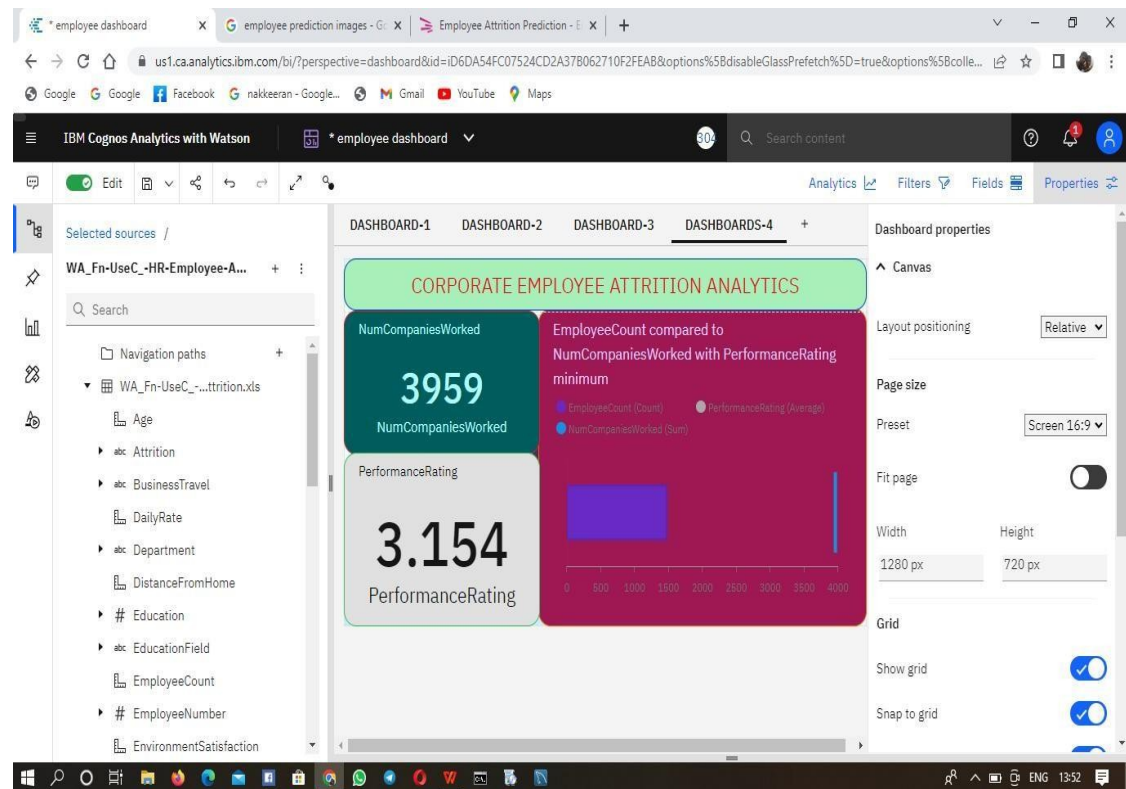 * employee dashboard
employee prediction images - Go
Employee Attrition Prediction - E
us1.ca.analytics.ibm.com/bi/?perspective=dashboard&id=iD6DA54FC07524CD2A37B062710F2FEAB&options%5BdisableGlassPrefetch%5D=true&options%5Bcolle...
Google Google Facebook nakkeeran - Google... Gmail YouTube Maps
IBM Cognos Analytics with Watson
* employee dashboard
304
Search content
1
Edit
Analytics Filters Fields Properties
Selected sources /
WA_Fn-UseC_-HR-Employee-A...
Search
Navigation paths
WA_Fn-UseC_-...ttrition.xls
Age
abc Attrition
abc BusinessTravel
DailyRate
abc Department
DistanceFromHome
# Education
abc EducationField
EmployeeCount
# EmployeeNumber
EnvironmentSatisfaction
DASHBOARD-1 DASHBOARD-2 DASHBOARD-3 DASHBOARDS-4 +
CORPORATE EMPLOYEE ATTRITION ANALYTICS
NumCompaniesWorked
3959
NumCompaniesWorked
PerformanceRating
3.154
PerformanceRating
EmployeeCount compared to
NumCompaniesWorked with PerformanceRating
minimum
EmployeeCount (Count) PerformanceRating (Average)
NumCompaniesWorked (Sum)
0 500 1000 1500 2000 2500 3000 3500 4000
Dashboard properties
Canvas
Layout positioning Relative
Page size
Preset Screen 16:9
Fit page
Width Height
1280 px 720 px
Grid
Show grid
Snap to grid
ENG 13:52